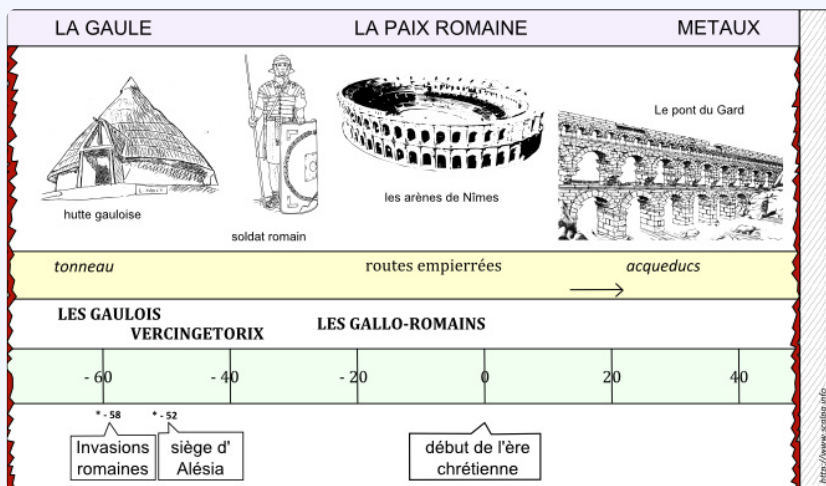 LA GAULE LA PAIX ROMAINE METAUX
Le pont du Gard
les arènes de Nîmes
hutte gauloise
soldat romain
tonneau routes empierrées acqueducs
LES GAULOIS
VERCINGETORIX LES GALLO-ROMAINS
- 60 - 40 - 20 0 20 40
* - 58 * - 52
Invasions
romaines
siège d'
Alésia
début de l'ère
chrétienne